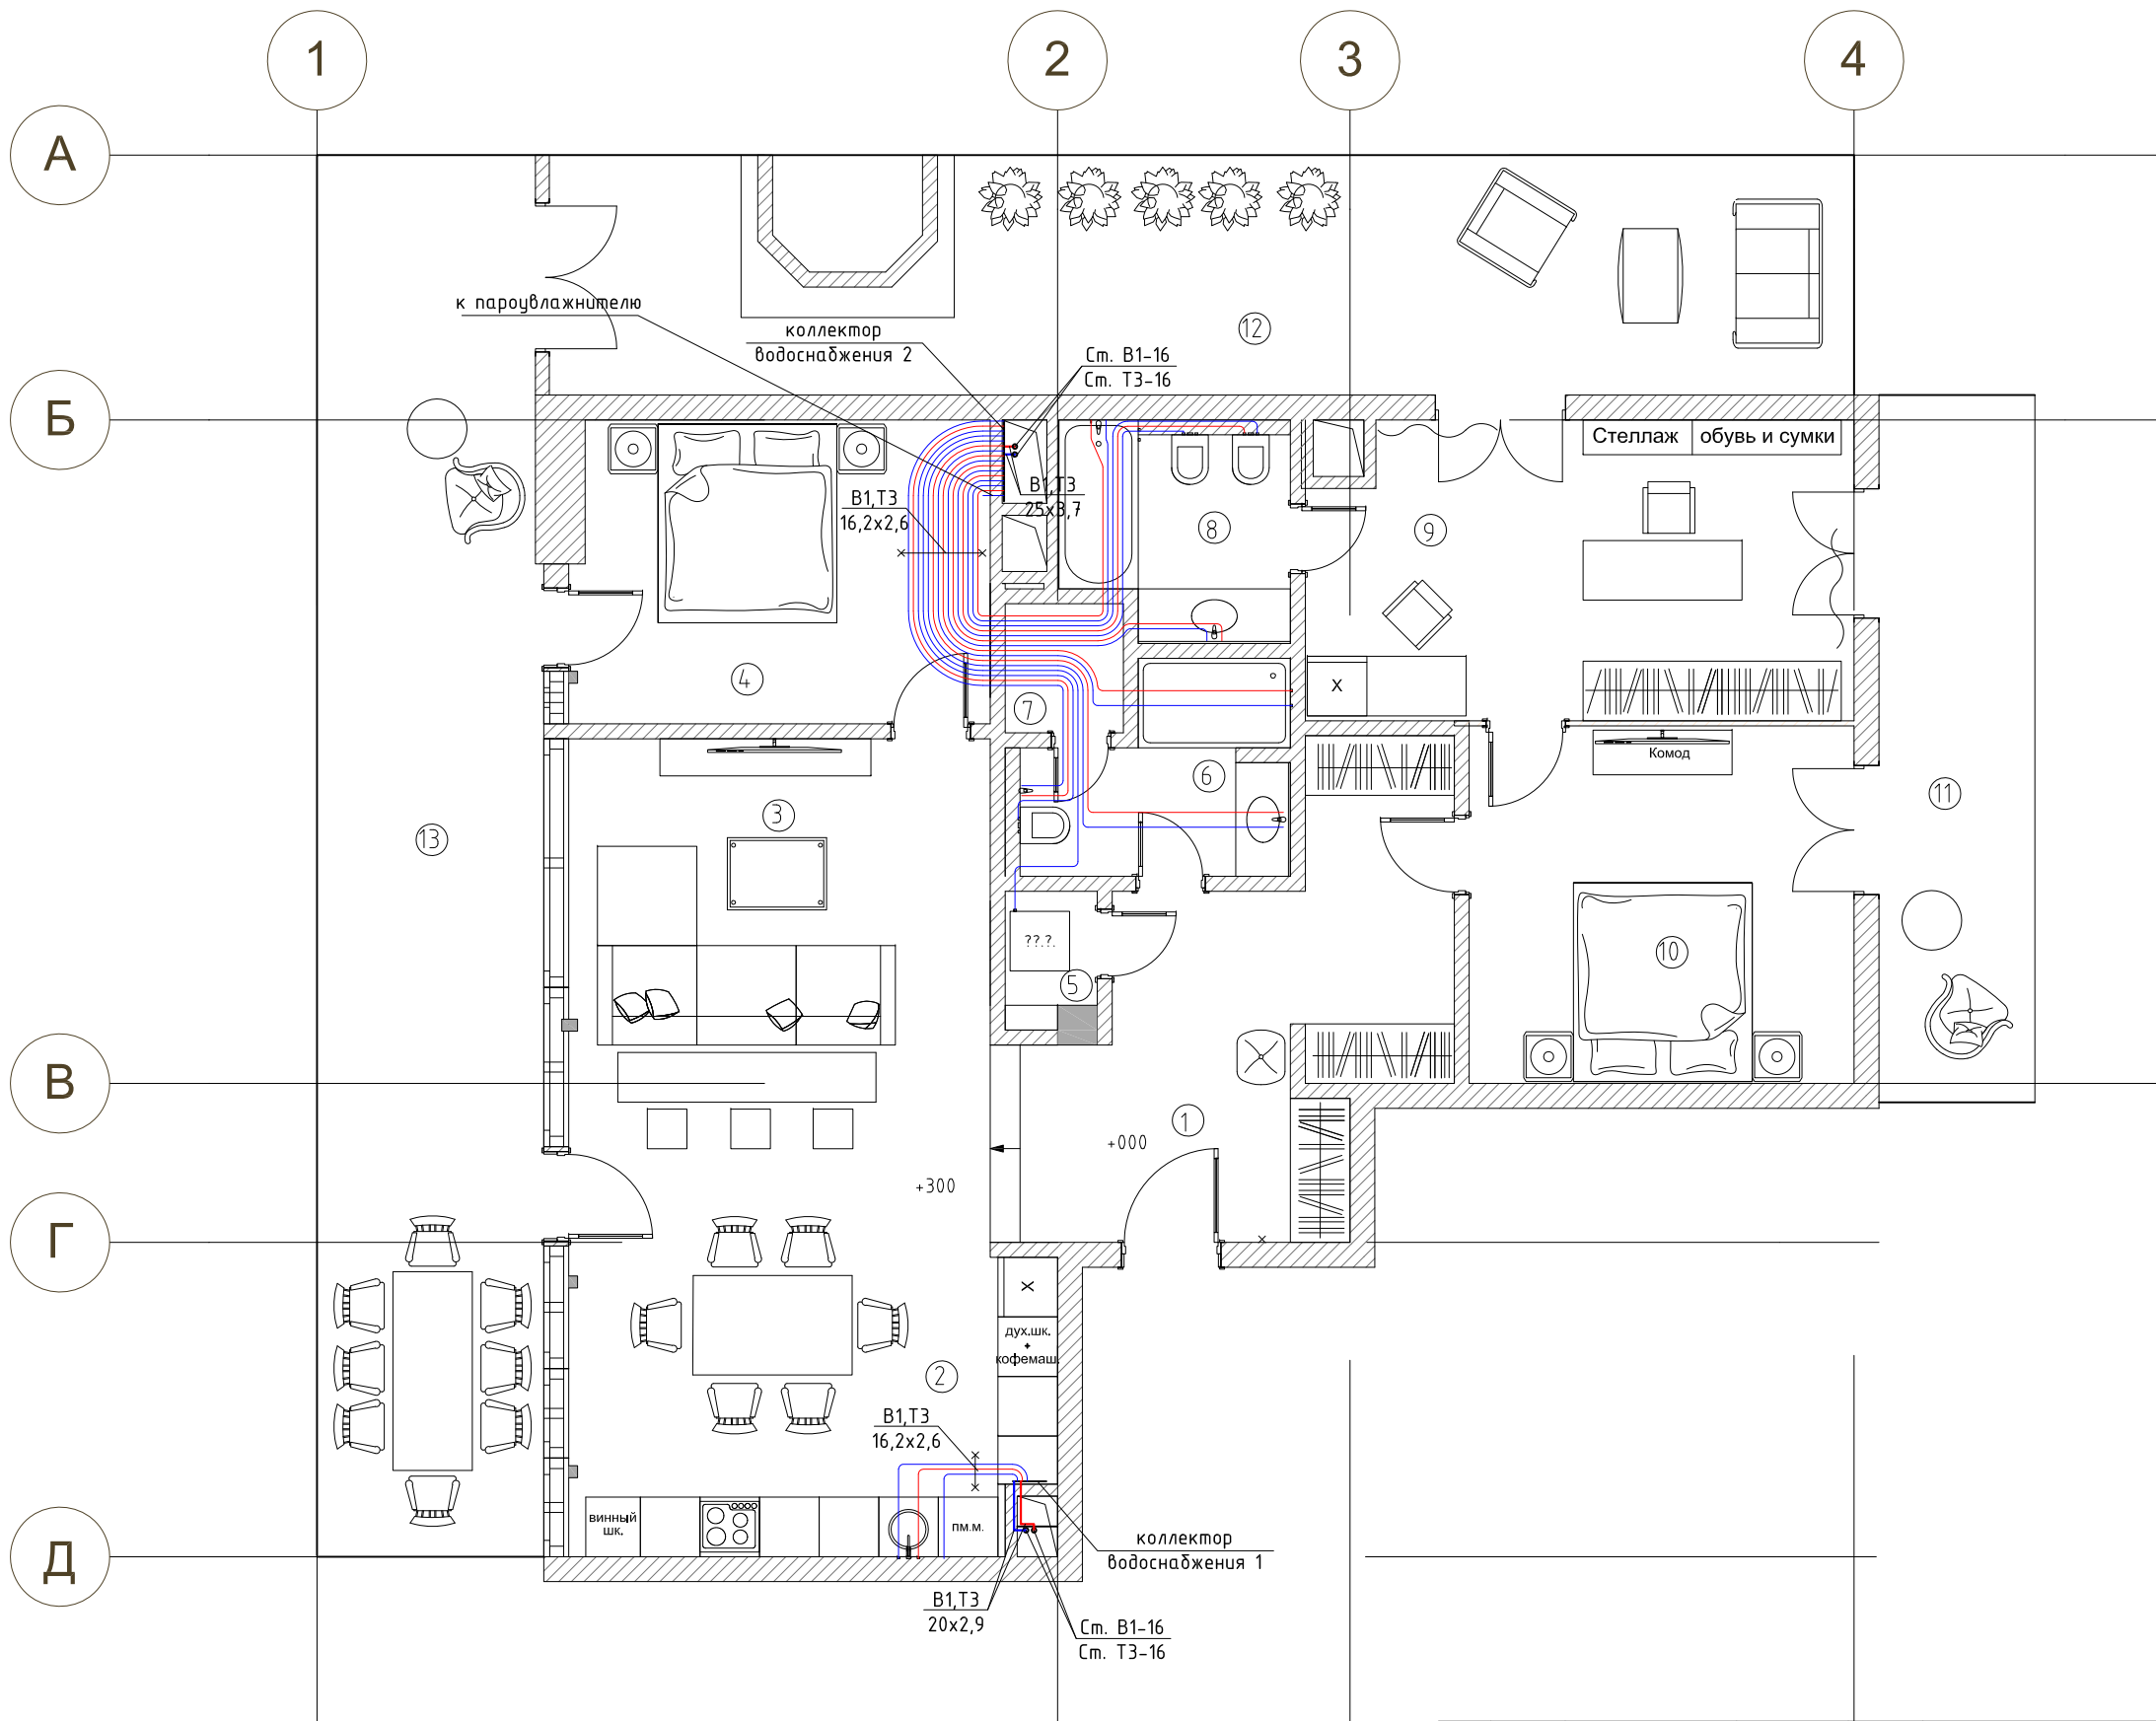 1
2
3
4
А
Б
В
Г
Д
к пароувлажнителю
коллектор
водоснабжения 2
12
Ст. В1-16
Ст. Т3-16
Стеллаж
обувь и сумки
В1,Т3
16,2х2,6
В1,Т3
25х3,7
8
9
4
7
X
6
Комод
11
3
13
10
??.?.
5
1
+000
+300
X
дух.шк.
+
кофемаш.
2
В1,Т3
16,2х2,6
винный
шк.
пм.м.
коллектор
водоснабжения 1
В1,Т3
20х2,9
Ст. В1-16
Ст. Т3-16